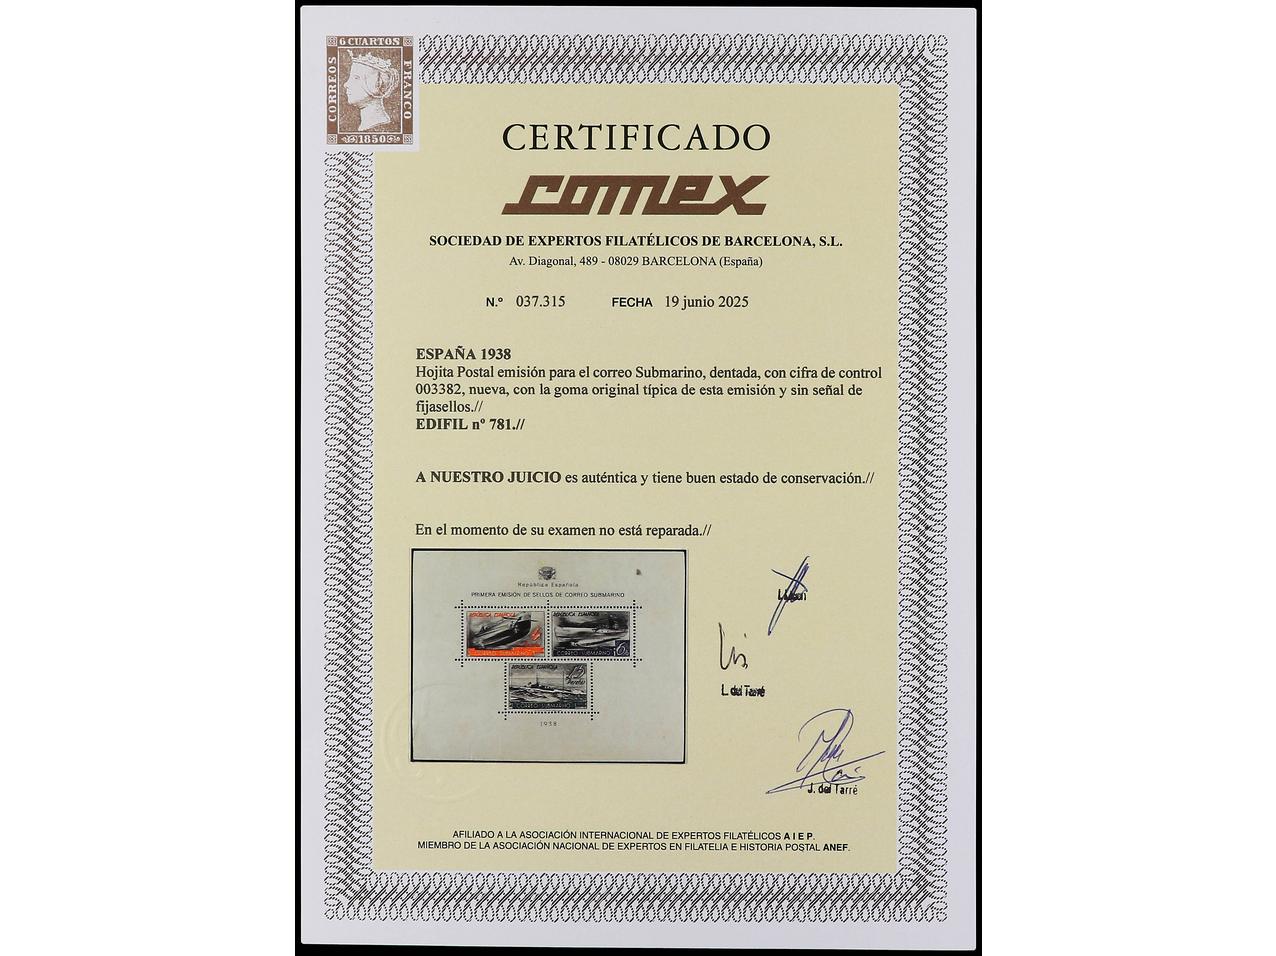 6 CUARTOS
CORREOS
FRANCO
1850
CERTIFICADO
comex
SOCIEDAD DE EXPERTOS FILATÉLICOS DE BARCELONA, S.L.
Av. Diagonal, 489 - 08029 BARCELONA (España)
N.º 037.315 FECHA 19 junio 2025
ESPAÑA 1938
Hojita Postal emisión para el correo Submarino, dentada, con cifra de control
003382, nueva, con la goma original típica de esta emisión y sin señal de
fijasellos.//
EDIFIL nº 781.//
A NUESTRO JUICIO es auténtica y tiene buen estado de conservación.//
En el momento de su examen no está reparada.//
República Española
PRIMERA EMISIÓN DE SELLOS DE CORREO SUBMARINO
REPÚBLICA ESPAÑOLA
CORREO SUBMARINO
REPÚBLICA ESPAÑOLA
CORREO SUBMARINO
REPÚBLICA ESPAÑOLA
15 Pesetas
CORREO SUBMARINO
1938
L. del Tarré
J. del Tarré
AFILIADO A LA ASOCIACIÓN INTERNACIONAL DE EXPERTOS FILATÉLICOS A I E P.
MIEMBRO DE LA ASOCIACIÓN NACIONAL DE EXPERTOS EN FILATELIA E HISTORIA POSTAL ANEF.